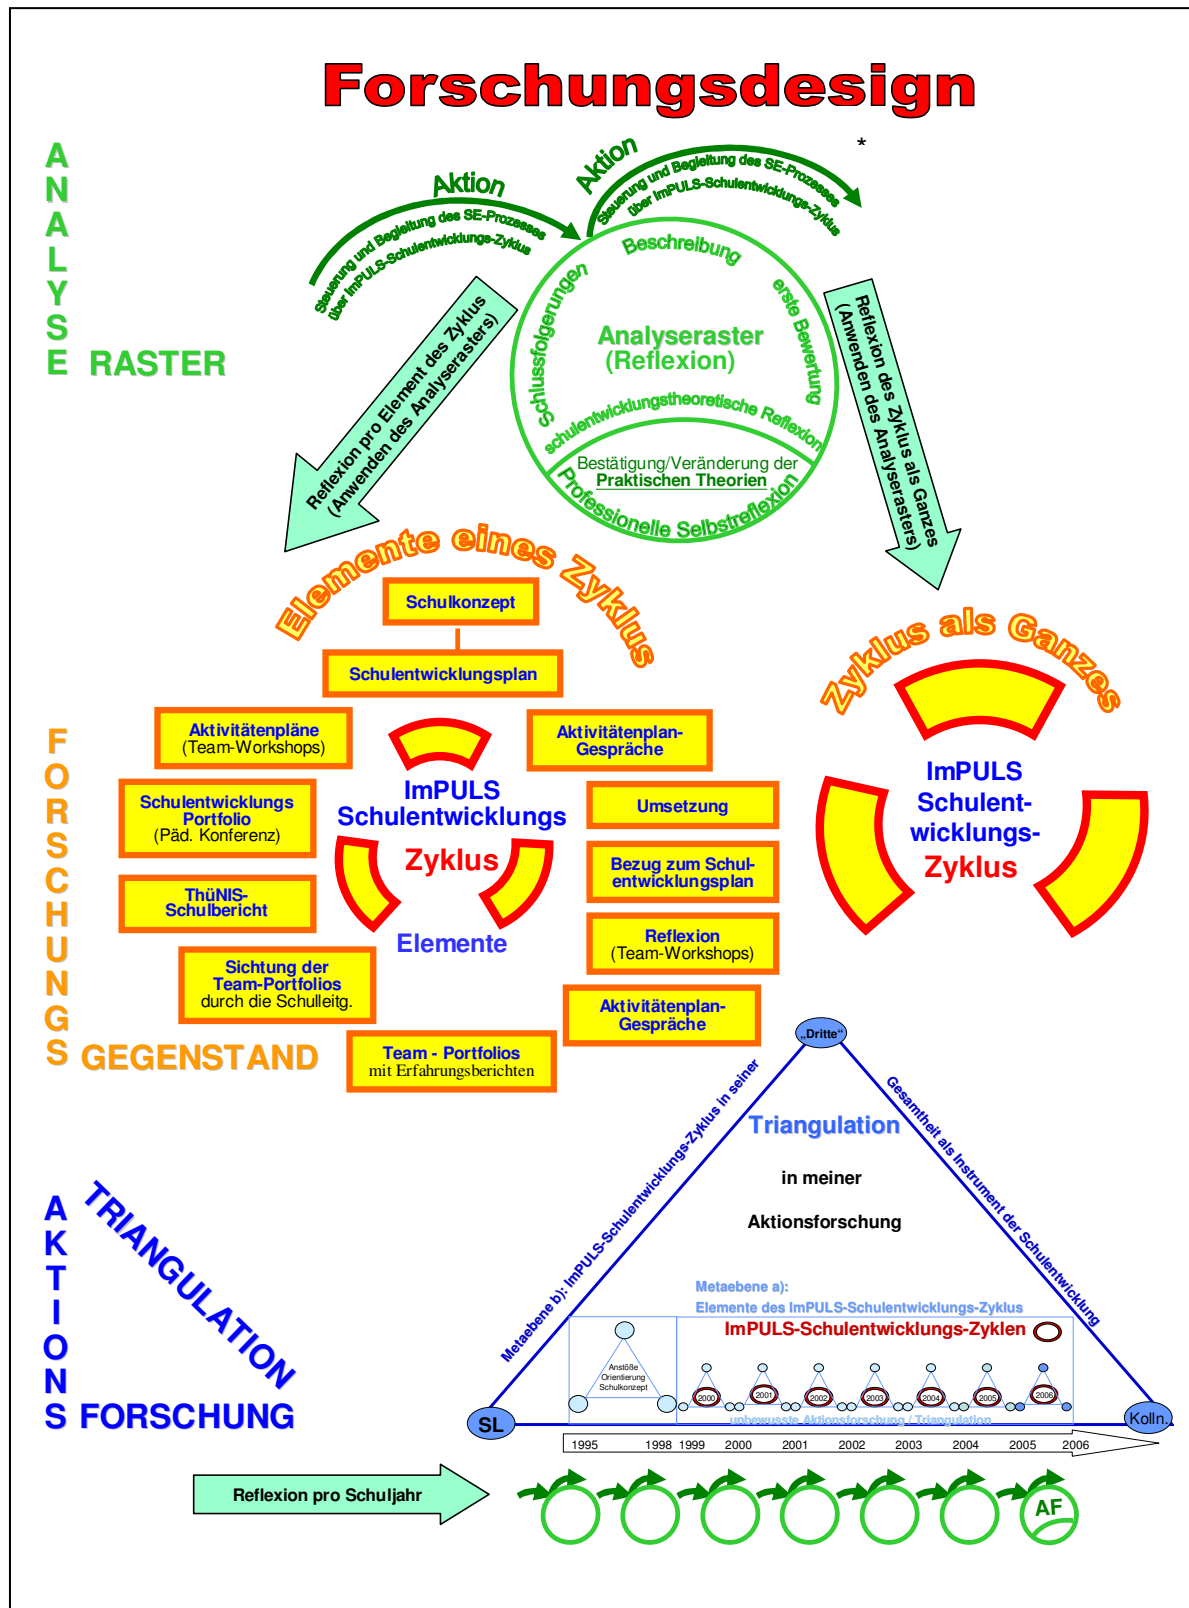 Forschungsdesign
*
ANALYSE
RASTER
Aktion
Steuerung und Begleitung des SE-Prozesses
über ImPULS-Schulentwicklungs-Zyklus
Aktion
Steuerung und Begleitung des SE-Prozesses
über ImPULS-Schulentwicklungs-Zyklus
Schlussfolgerungen
Beschreibung
erste Bewertung
Analyseraster
(Reflexion)
schulentwicklungstheoretische Reflexion
Bestätigung/Veränderung der
Praktischen Theorien
Professionelle Selbstreflexion
Reflexion pro Element des Zyklus
(Anwenden des Analyserasters)
Reflexion des Zyklus als Ganzes
(Anwenden des Analyserasters)
FORSCHUNGS
GEGENSTAND
Elemente eines Zyklus
Schulkonzept
Schulentwicklungsplan
Aktivitätenpläne
(Team-Workshops)
Aktivitätenplan-
Gespräche
Schulentwicklungs
Portfolio
(Päd. Konferenz)
Umsetzung
ThüNIS-
Schulbericht
Bezug zum Schul-
entwicklungsplan
Sichtung der
Team-Portfolios
durch die Schulleitg.
Reflexion
(Team-Workshops)
Team - Portfolios
mit Erfahrungsberichten
Aktivitätenplan-
Gespräche
ImPULS
Schulentwicklungs
Zyklus
Elemente
Zyklus als Ganzes
ImPULS
Schulent-
wicklungs-
Zyklus
AKTIONS
TRIANGULATION
FORSCHUNG
„Dritte“
Metaebene b): ImPULS-Schulentwicklungs-Zyklus in seiner
Gesamtheit als Instrument der Schulentwicklung
Triangulation
in meiner
Aktionsforschung
Metaebene a):
Elemente des ImPULS-Schulentwicklungs-Zyklus
ImPULS-Schulentwicklungs-Zyklen
Anstöße
Orientierung
Schulkonzept
2000 2001 2002 2003 2004 2005 2006
unbewusste Aktionsforschung / Triangulation
SL
Kolln.
1995 1998 1999 2000 2001 2002 2003 2004 2005 2006
Reflexion pro Schuljahr
AF